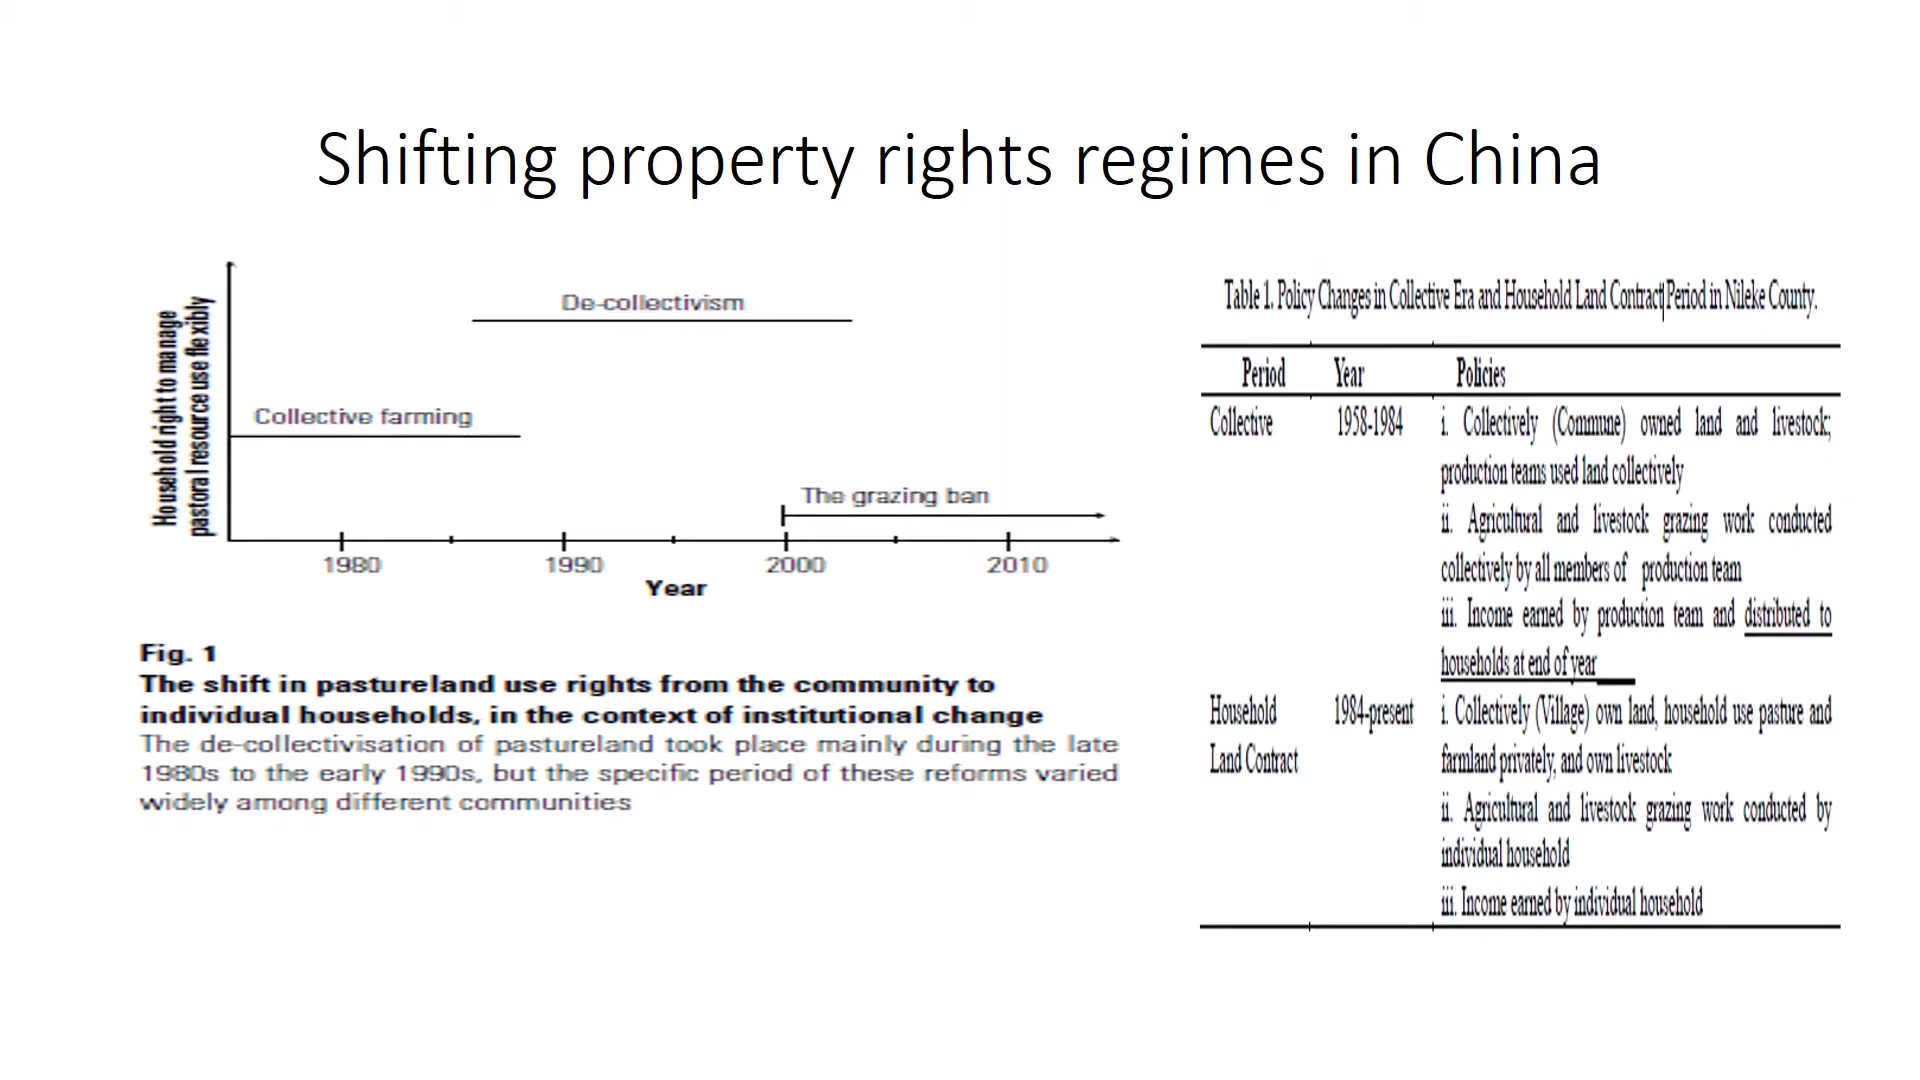 Shifting property rights regimes in China
Household right to manage
pastoral resource use flexibly
De-collectivism
Collective farming
The grazing ban
1980 1990 2000 2010
Year
Fig. 1
The shift in pastureland use rights from the community to
individual households, in the context of institutional change
The de-collectivisation of pastureland took place mainly during the late
1980s to the early 1990s, but the specific period of these reforms varied
widely among different communities
Table 1. Policy Changes in Collective Era and Household Land Contract Period in Nileke County.
Period Year Policies
Collective 1958-1984 i. Collectively (Commune) owned land and livestock;
production teams used land collectively
ii. Agricultural and livestock grazing work conducted
collectively by all members of production team
iii. Income earned by production team and distributed to
households at end of year
Household 1984-present i. Collectively (Village) own land, household use pasture and
Land Contract farmland privately, and own livestock
ii. Agricultural and livestock grazing work conducted by
individual household
iii. Income earned by individual household